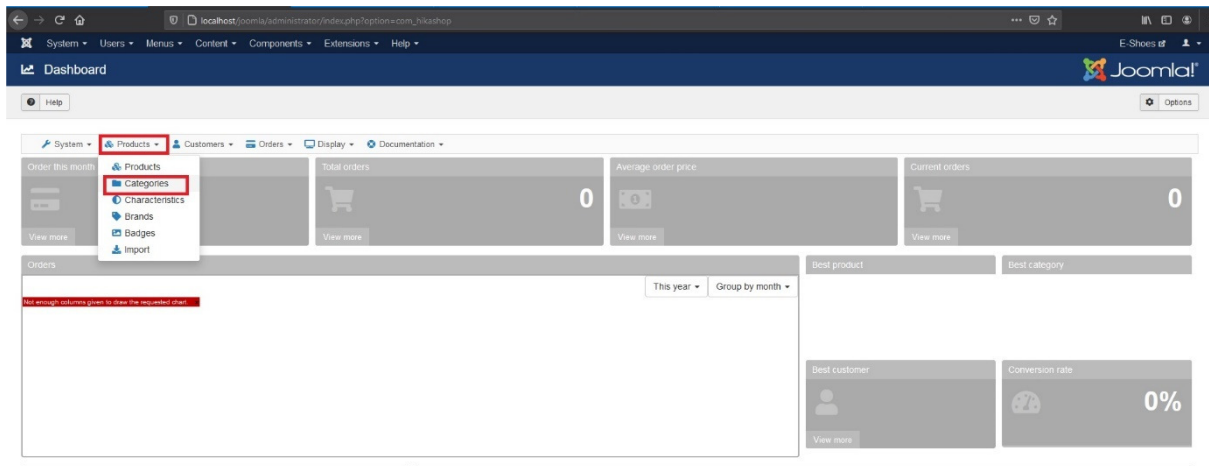 localhost/joomla/administrator/index.php?option=com_hikashop
System Users Menus Content Components Extensions Help E-Shoes
Dashboard Joomla!
Help Options
System Products Customers Orders Display Documentation
Order this month Total orders Average order price Current orders
Products
Categories
Characteristics
Brands
Badges
Import
0 0
View more View more View more View more
Orders Best product Best category
This year Group by month
Not enough columns given to draw the requested chart.
Best customer Conversion rate
0%
View more